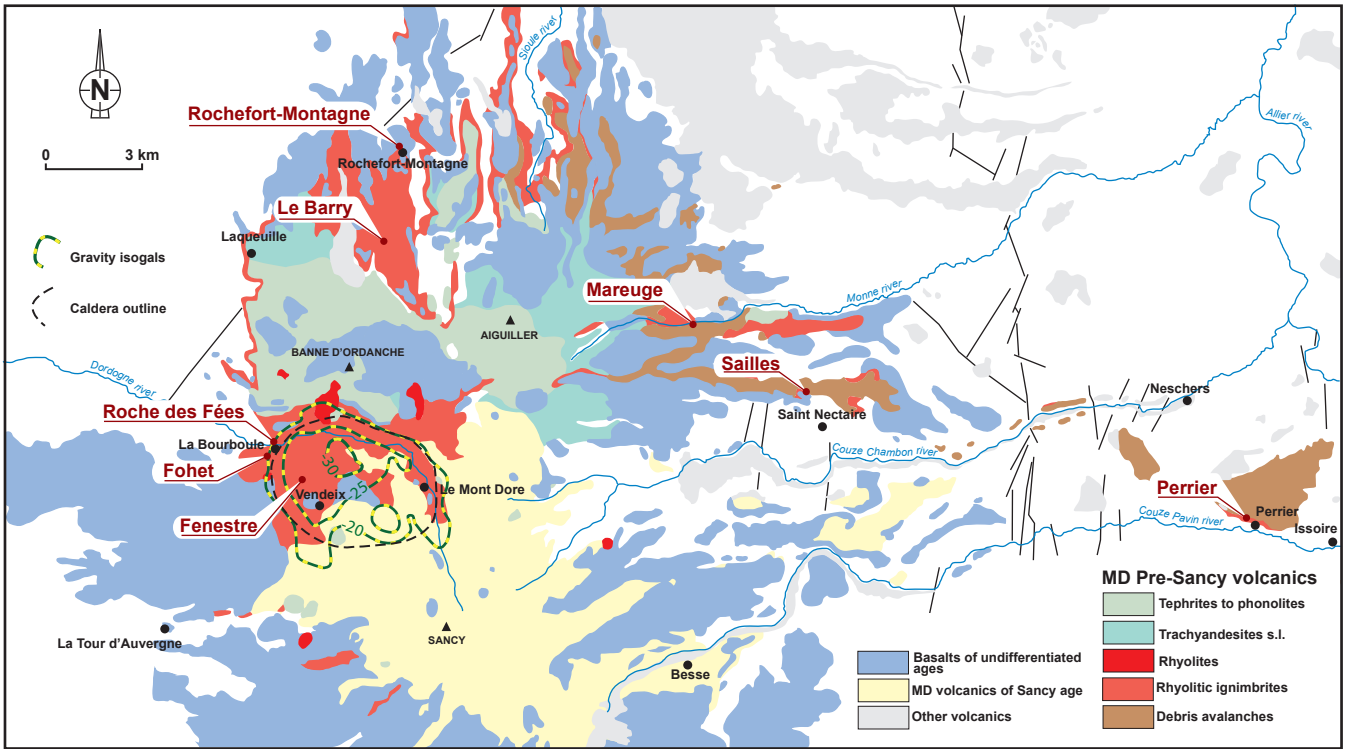 Sioule river
N
Rochefort-Montagne
Rochefort-Montagne
0 3 km
Allier river
Le Barry
Laqueuille
Gravity isogals
Caldera outline
Mareuge
Monne river
AIGUILLER
BANNE D'ORDANCHE
Sailles
Dordogne river
Neschers
Roche des Fées
Saint Nectaire
La Bourboule
Couze Chambon river
Fohet
-30
-25
-20
Vendeix
Le Mont Dore
Fenestre
Perrier
Perrier
Couze Pavin river
Issoire
La Tour d'Auvergne
SANCY
Besse
Basalts of undifferentiated
ages
MD volcanics of Sancy age
Other volcanics
MD Pre-Sancy volcanics
Tephrites to phonolites
Trachyandesites s.l.
Rhyolites
Rhyolitic ignimbrites
Debris avalanches